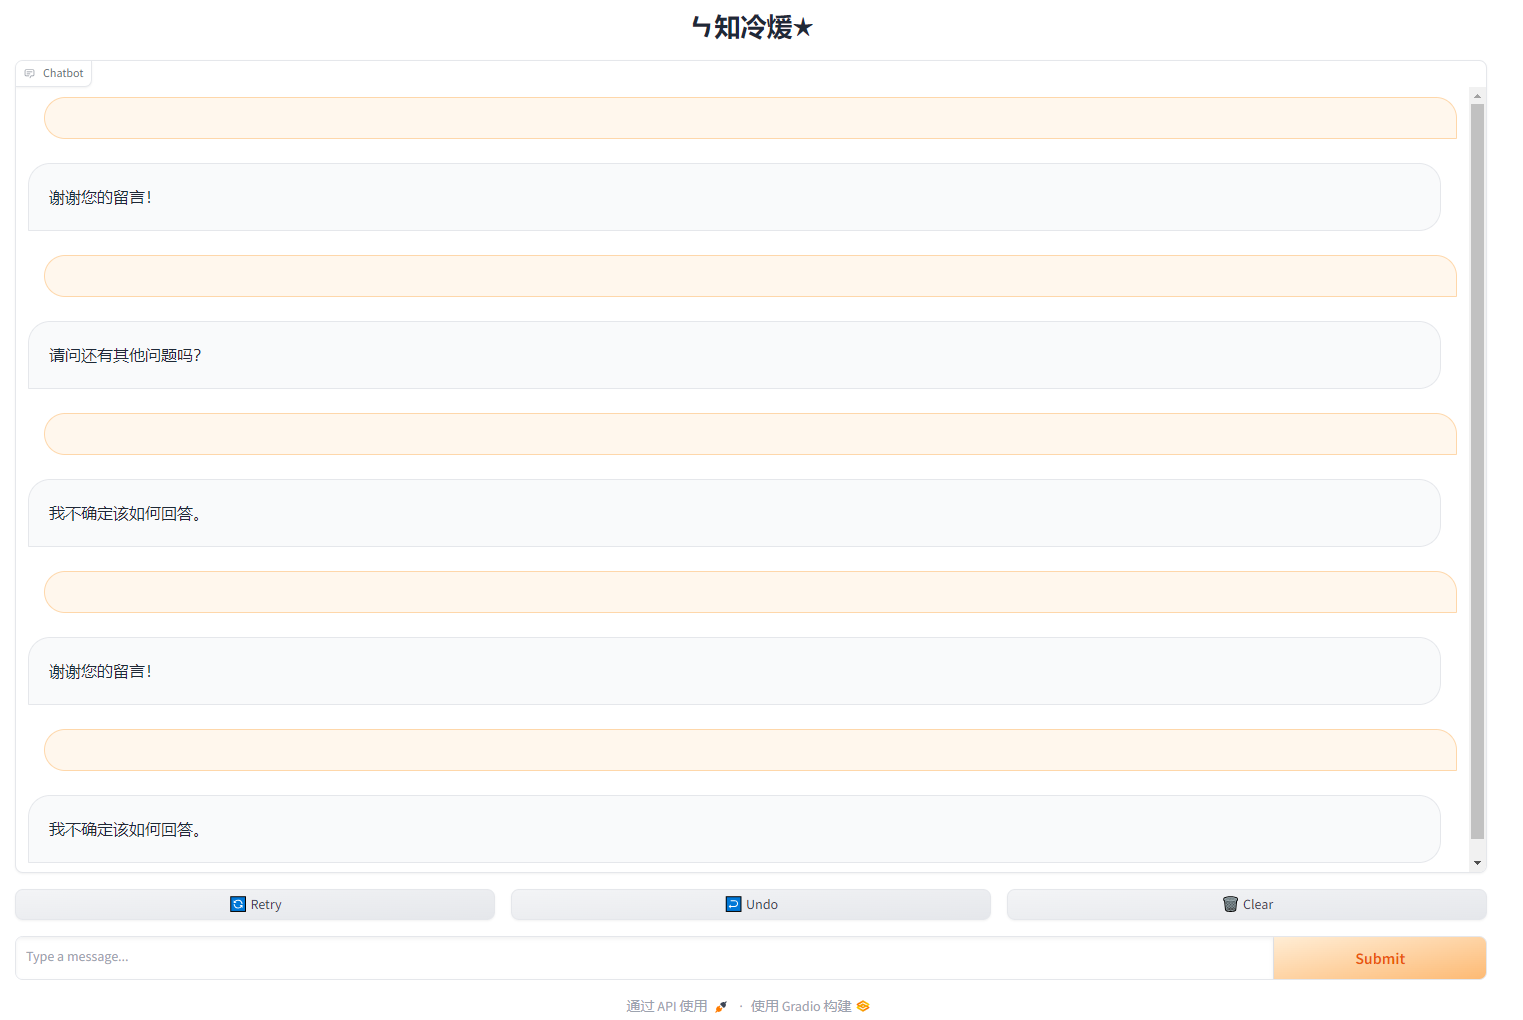 ㄣ知冷煖★
Chatbot
谢谢您的留言！
请问还有其他问题吗？
我不确定该如何回答。
谢谢您的留言！
我不确定该如何回答。
Retry
Undo
Clear
Type a message...
Submit
通过 API 使用 · 使用 Gradio 构建